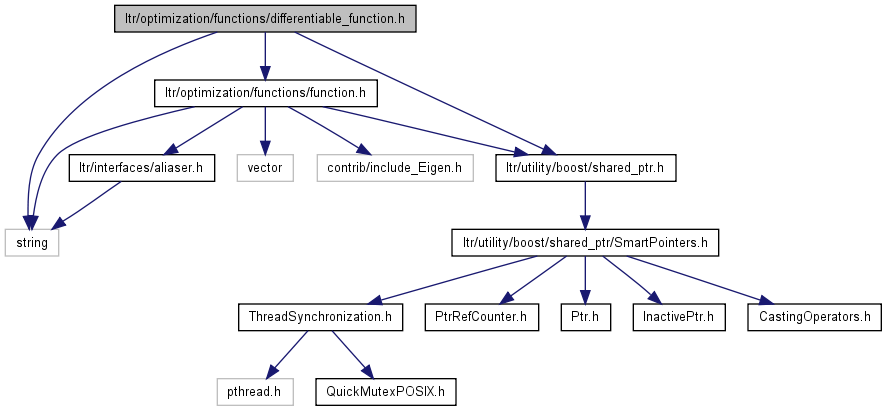 ltr/optimization/functions/differentiable_function.h
ltr/optimization/functions/function.h
ltr/interfaces/aliaser.h
vector
contrib/include_Eigen.h
ltr/utility/boost/shared_ptr.h
string
ltr/utility/boost/shared_ptr/SmartPointers.h
ThreadSynchronization.h
PtrRefCounter.h
Ptr.h
InactivePtr.h
CastingOperators.h
pthread.h
QuickMutexPOSIX.h